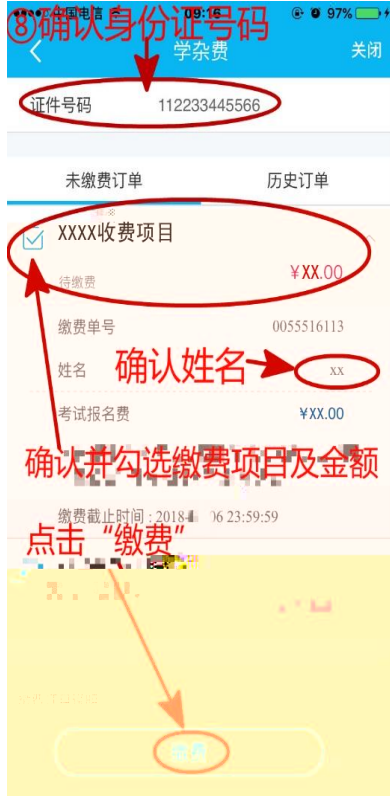 ⑧确认身份证号码
中国电信 09:16 97%
学杂费 关闭
证件号码 112233445566
未缴费订单 历史订单
XXXX收费项目
待缴费 ¥XX.00
缴费单号 0055516113
确认姓名
姓名 xx
考试报名费 ¥XX.00
确认并勾选缴费项目及金额
缴费截止时间 : 2018- 06 23:59:59
点击“缴费”
缴费